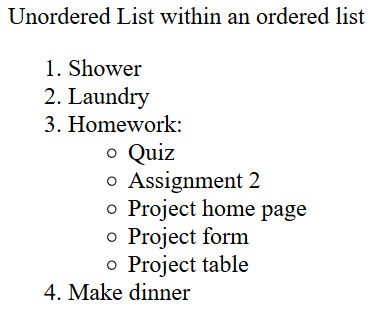 Unordered List within an ordered list
1. Shower
2. Laundry
3. Homework:
○ Quiz
○ Assignment 2
○ Project home page
○ Project form
○ Project table
4. Make dinner